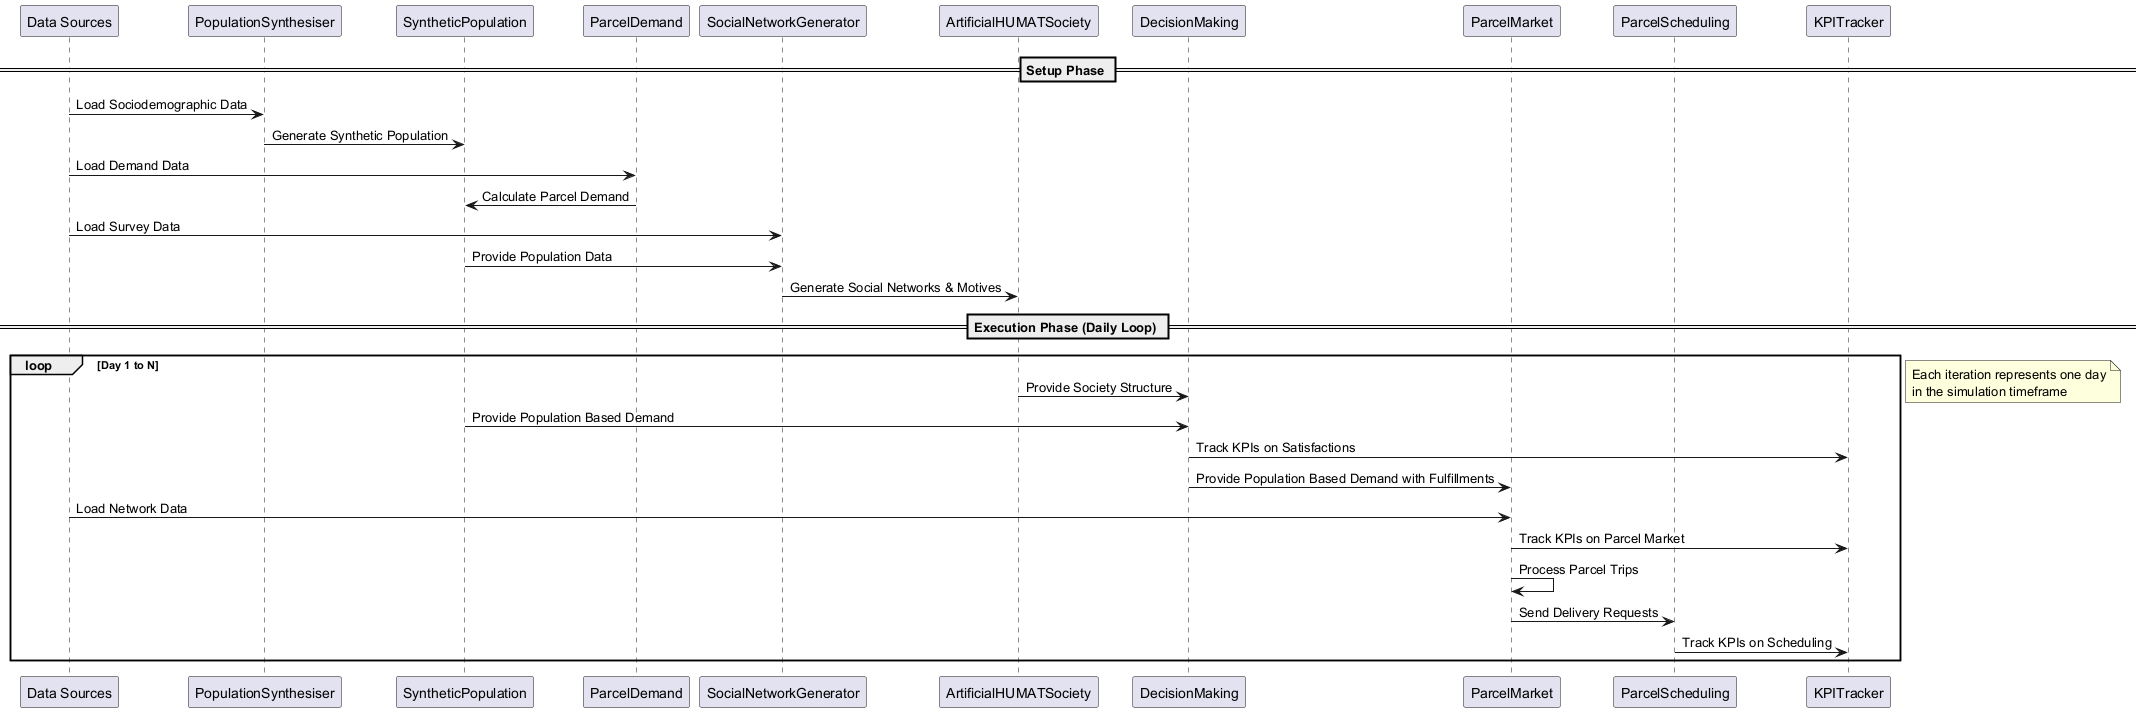 Data Sources
PopulationSynthesiser
SyntheticPopulation
ParcelDemand
SocialNetworkGenerator
ArtificialHUMATSociety
DecisionMaking
ParcelMarket
ParcelScheduling
KPITracker
Setup Phase
Load Sociodemographic Data
Generate Synthetic Population
Load Demand Data
Calculate Parcel Demand
Load Survey Data
Provide Population Data
Generate Social Networks & Motives
Execution Phase (Daily Loop)
loop
[Day 1 to N]
Each iteration represents one day
in the simulation timeframe
Provide Society Structure
Provide Population Based Demand
Track KPIs on Satisfactions
Provide Population Based Demand with Fulfillments
Load Network Data
Track KPIs on Parcel Market
Process Parcel Trips
Send Delivery Requests
Track KPIs on Scheduling
Data Sources
PopulationSynthesiser
SyntheticPopulation
ParcelDemand
SocialNetworkGenerator
ArtificialHUMATSociety
DecisionMaking
ParcelMarket
ParcelScheduling
KPITracker